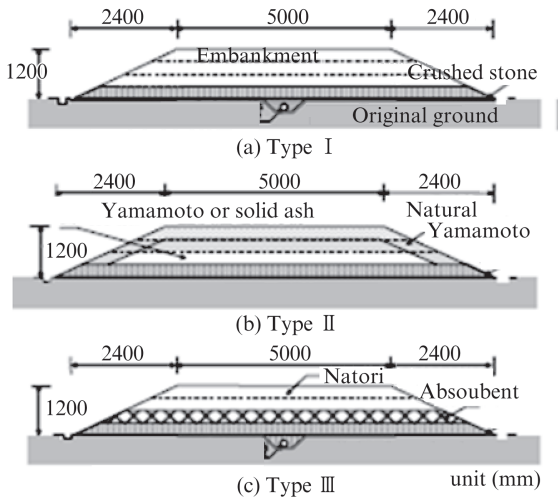 2400 5000 2400
1200
Embankment
Crushed stone
Original ground
(a) Type Ⅰ
2400 5000 2400
Yamamoto or solid ash
Natural
Yamamoto
1200
(b) Type Ⅱ
2400 5000 2400
Natori
Absoubent
1200
(c) Type Ⅲ
unit (mm)